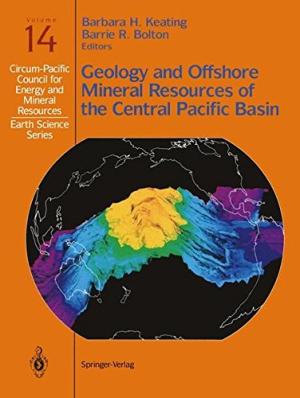 Volume
14
Circum-Pacific
Council for
Energy and
Mineral
Resources
Earth Science
Series
Barbara H. Keating
Barrie R. Bolton
Editors
Geology and Offshore
Mineral Resources of
the Central Pacific Basin
Springer-Verlag